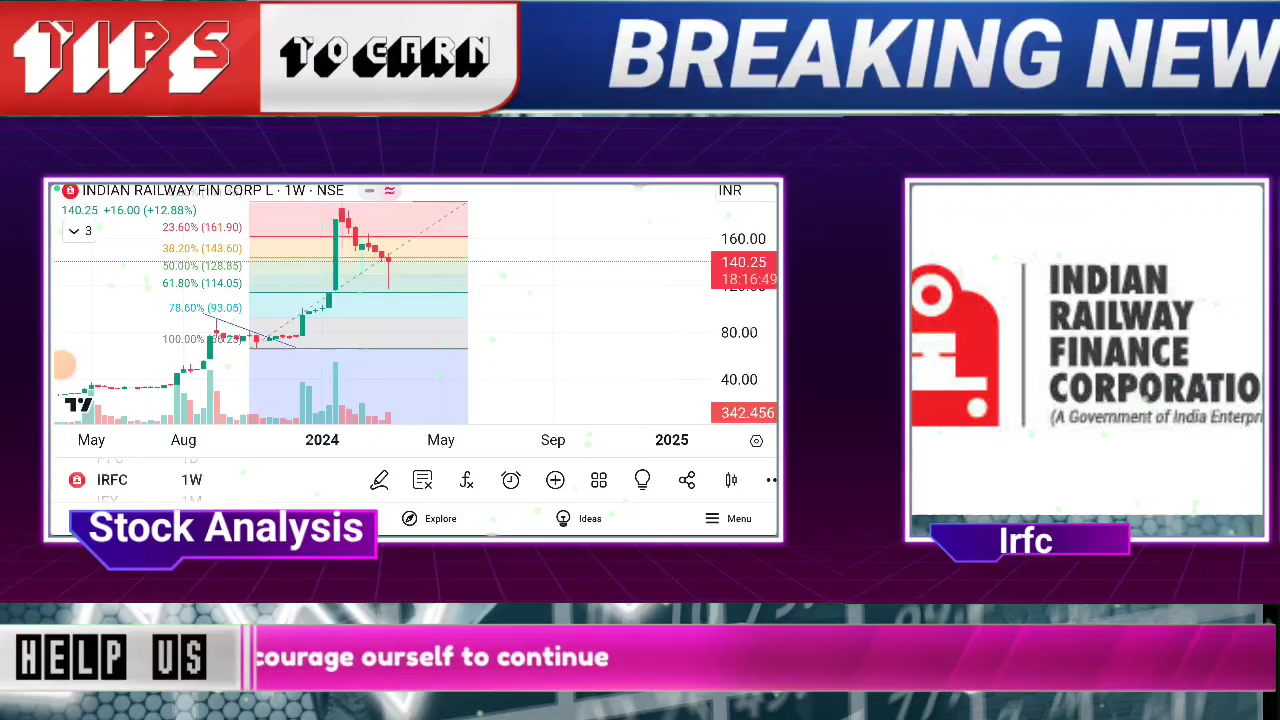 TIPS
TO EARN
BREAKING NEW
INDIAN RAILWAY FIN CORP L · 1W · NSE
INR
140.25 +16.00 (+12.88%)
3
23.60% (161.90)
38.20% (143.60)
50.00% (128.85)
61.80% (114.05)
78.60% (93.05)
100.00%
160.00
140.25
18:16:49
80.00
40.00
342.456
May
Aug
2024
May
Sep
2025
IRFC
1W
Explore
Ideas
Menu
Stock Analysis
INDIAN
RAILWAY
FINANCE
CORPORATIO
(A Government of India Enterpri
Irfc
HELP US
courage ourself to continue